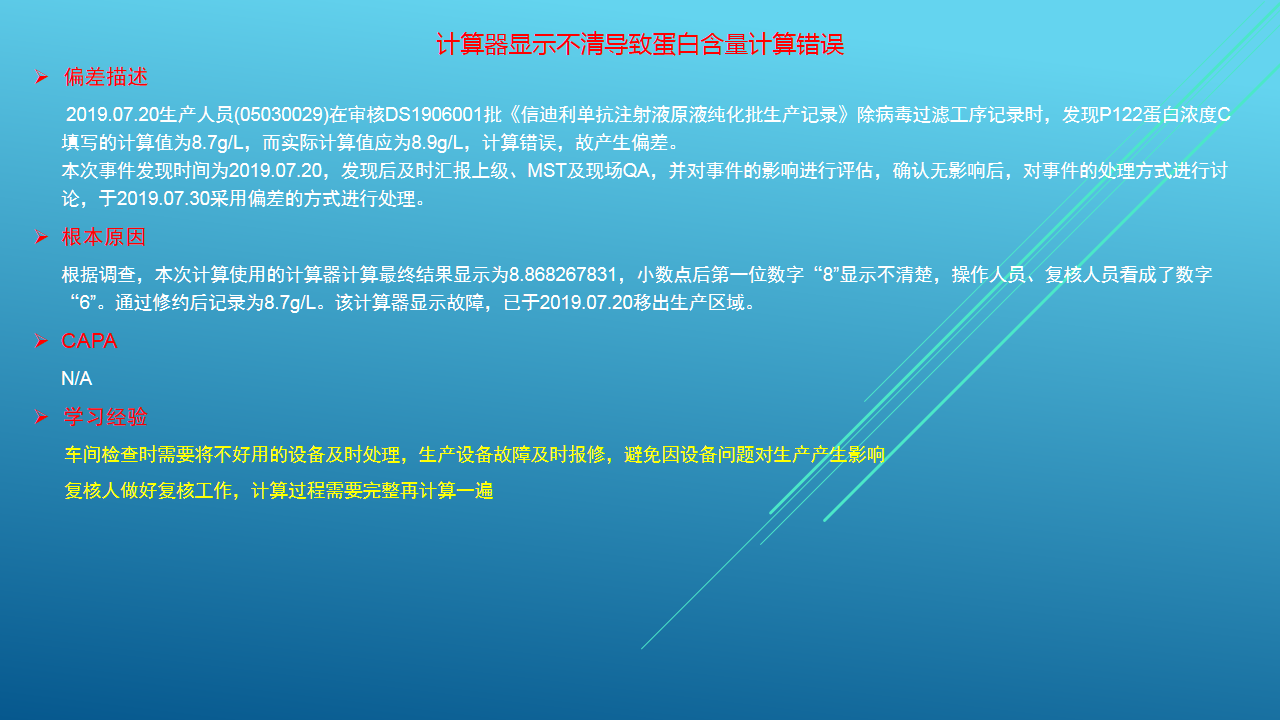 计算器显示不清导致蛋白含量计算错误
偏差描述
2019.07.20生产人员(05030029)在审核DS1906001批《信迪利单抗注射液原液纯化批生产记录》除病毒过滤工序记录时，发现P122蛋白浓度C
填写的计算值为8.7g/L，而实际计算值应为8.9g/L，计算错误，故产生偏差。
本次事件发现时间为2019.07.20，发现后及时汇报上级、MST及现场QA，并对事件的影响进行评估，确认无影响后，对事件的处理方式进行讨
论，于2019.07.30采用偏差的方式进行处理。
根本原因
根据调查，本次计算使用的计算器计算最终结果显示为8.868267831，小数点后第一位数字“8”显示不清楚，操作人员、复核人员看成了数字
“6”。通过修约后记录为8.7g/L。该计算器显示故障，已于2019.07.20移出生产区域。
CAPA
N/A
学习经验
车间检查时需要将不好用的设备及时处理，生产设备故障及时报修，避免因设备问题对生产产生影响
复核人做好复核工作，计算过程需要完整再计算一遍